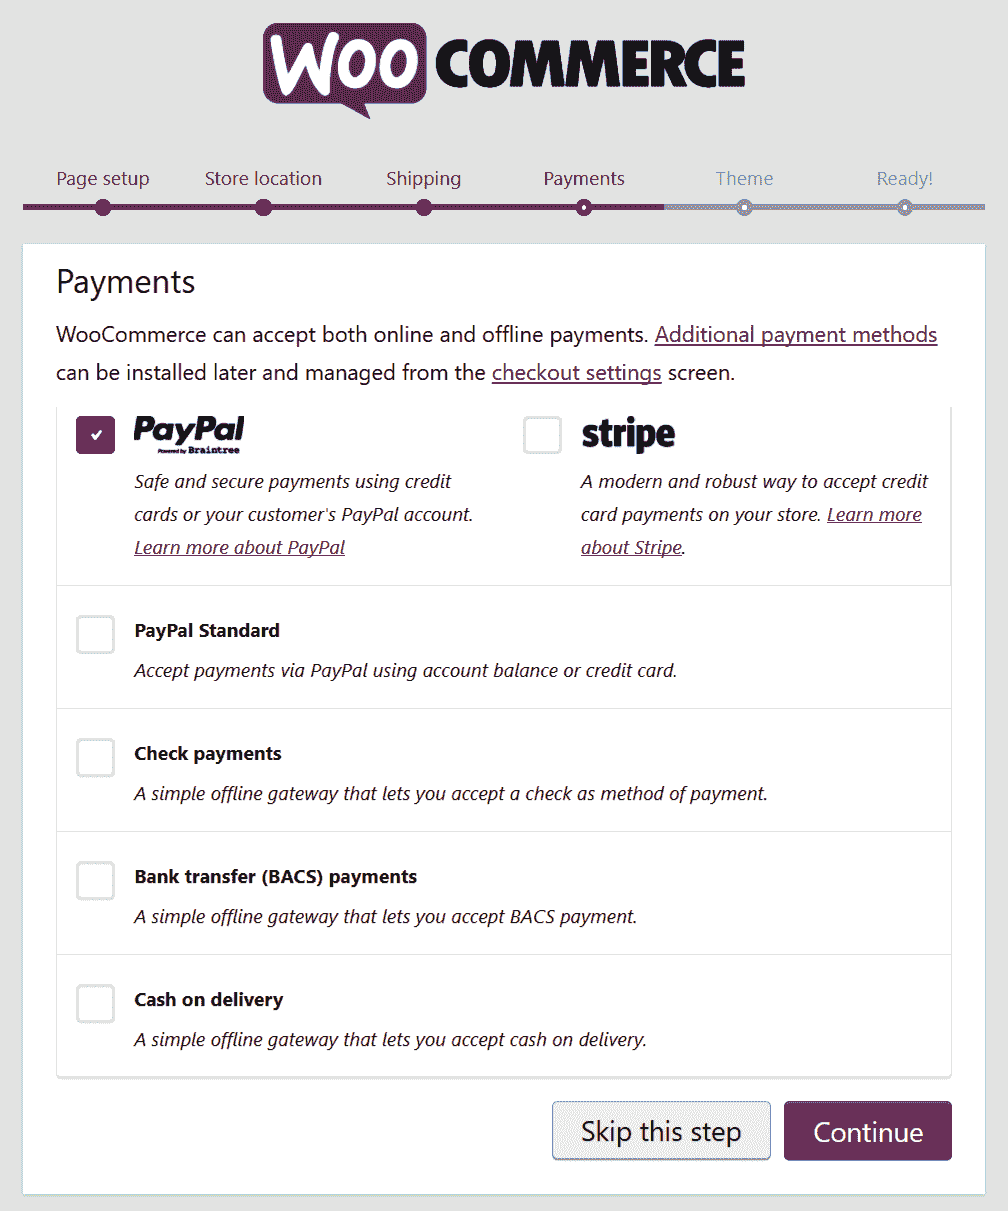 WOO COMMERCE
Page setup
Store location
Shipping
Payments
Theme
Ready!
Payments
WooCommerce can accept both online and offline payments. Additional payment methods
can be installed later and managed from the checkout settings screen.
PayPal
Powered by Braintree
Safe and secure payments using credit
cards or your customer's PayPal account.
Learn more about PayPal
stripe
A modern and robust way to accept credit
card payments on your store. Learn more
about Stripe.
PayPal Standard
Accept payments via PayPal using account balance or credit card.
Check payments
A simple offline gateway that lets you accept a check as method of payment.
Bank transfer (BACS) payments
A simple offline gateway that lets you accept BACS payment.
Cash on delivery
A simple offline gateway that lets you accept cash on delivery.
Skip this step
Continue